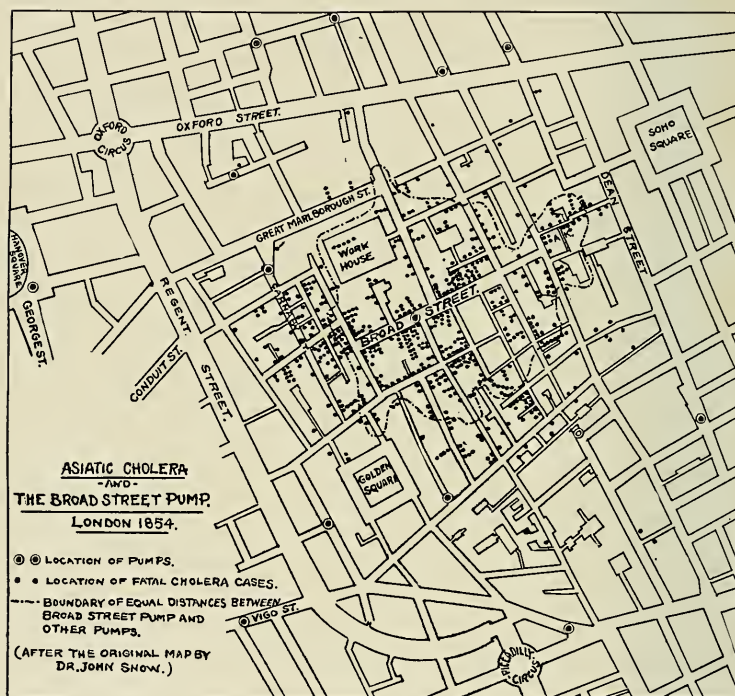 OXFORD CIRCUS
OXFORD STREET.
SOHO
SQUARE
DEAN STREET
GREAT MARLBOROUGH ST.
WORK
HOUSE
HANOVER
SQUARE
GEORGE ST.
REGENT STREET.
CONDUIT ST.
CARNABY
BROAD STREET
A
GOLDEN
SQUARE
ASIATIC CHOLERA
-AND-
THE BROAD STREET PUMP.
LONDON 1854.
LOCATION OF PUMPS.
LOCATION OF FATAL CHOLERA CASES.
BOUNDARY OF EQUAL DISTANCES BETWEEN
BROAD STREET PUMP AND
OTHER PUMPS.
(AFTER THE ORIGINAL MAP BY
DR. JOHN SNOW.)
VIGO ST.
PICCADILLY
CIRCUS